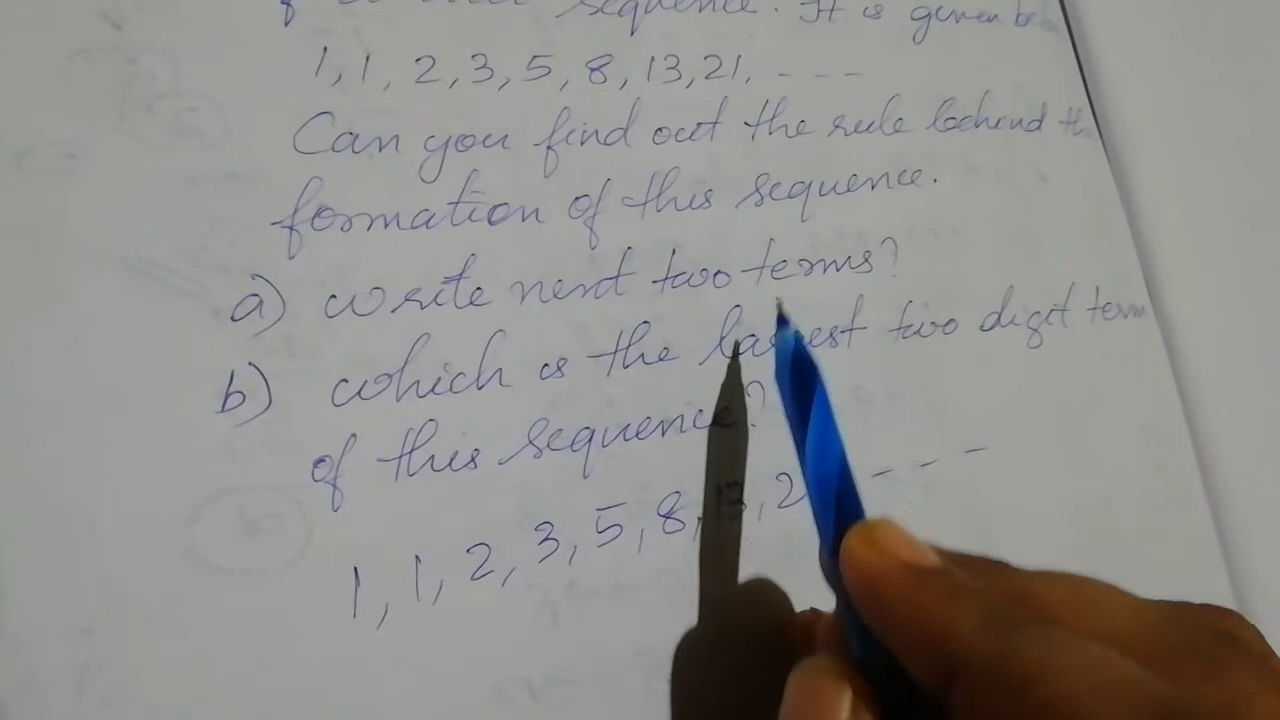 sequence. It is given
1, 1, 2, 3, 5, 8, 13, 21, - - -
Can you find out the rule behind the
formation of this sequence.
a) write next two terms?
b) which is the largest two digit term
of this sequence?
1, 1, 2, 3, 5, 8, 13, 2 - - -